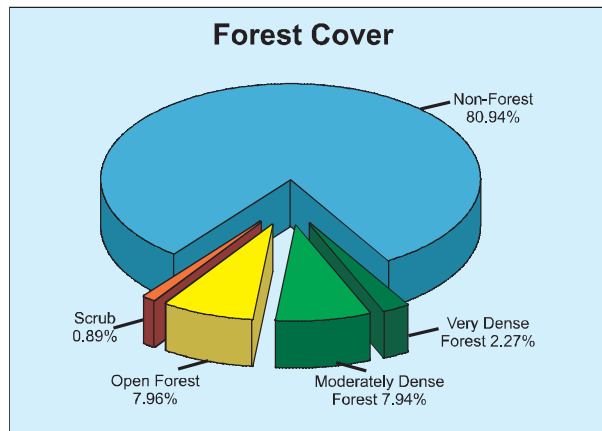 Forest Cover
Non-Forest
80.94%
Scrub
0.89%
Open Forest
7.96%
Moderately Dense
Forest 7.94%
Very Dense
Forest 2.27%